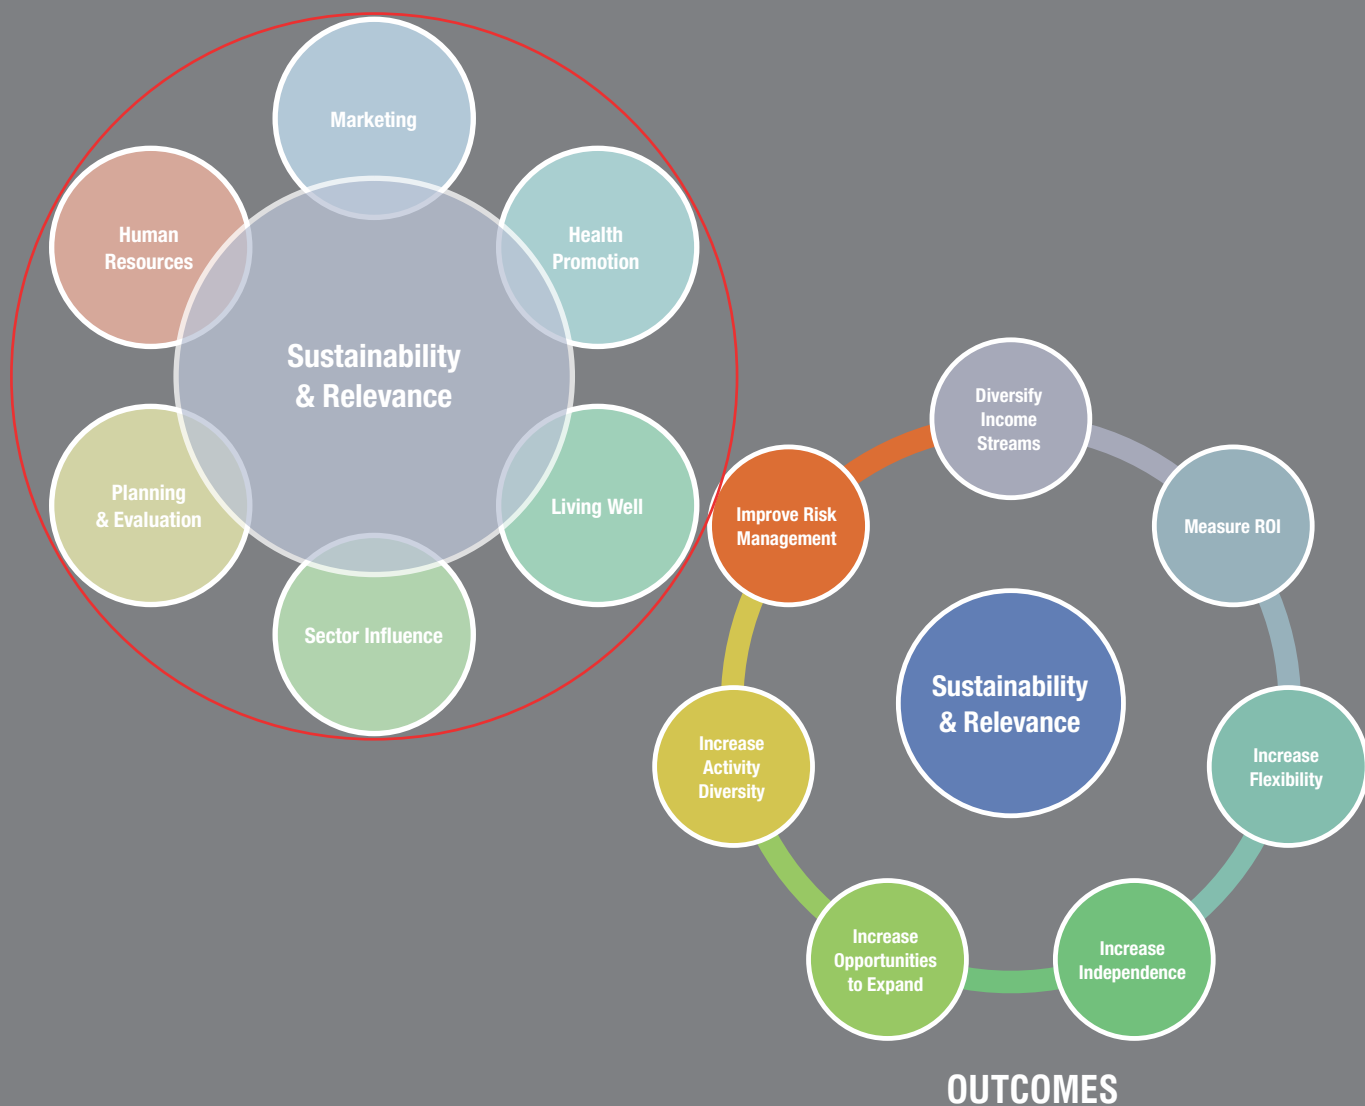 Marketing
Human
Resources
Health
Promotion
Sustainability
& Relevance
Planning
& Evaluation
Living Well
Sector Influence
Diversify
Income
Streams
Improve Risk
Management
Measure ROI
Sustainability
& Relevance
Increase
Activity
Diversity
Increase
Flexibility
Increase
Opportunities
to Expand
Increase
Independence
OUTCOMES